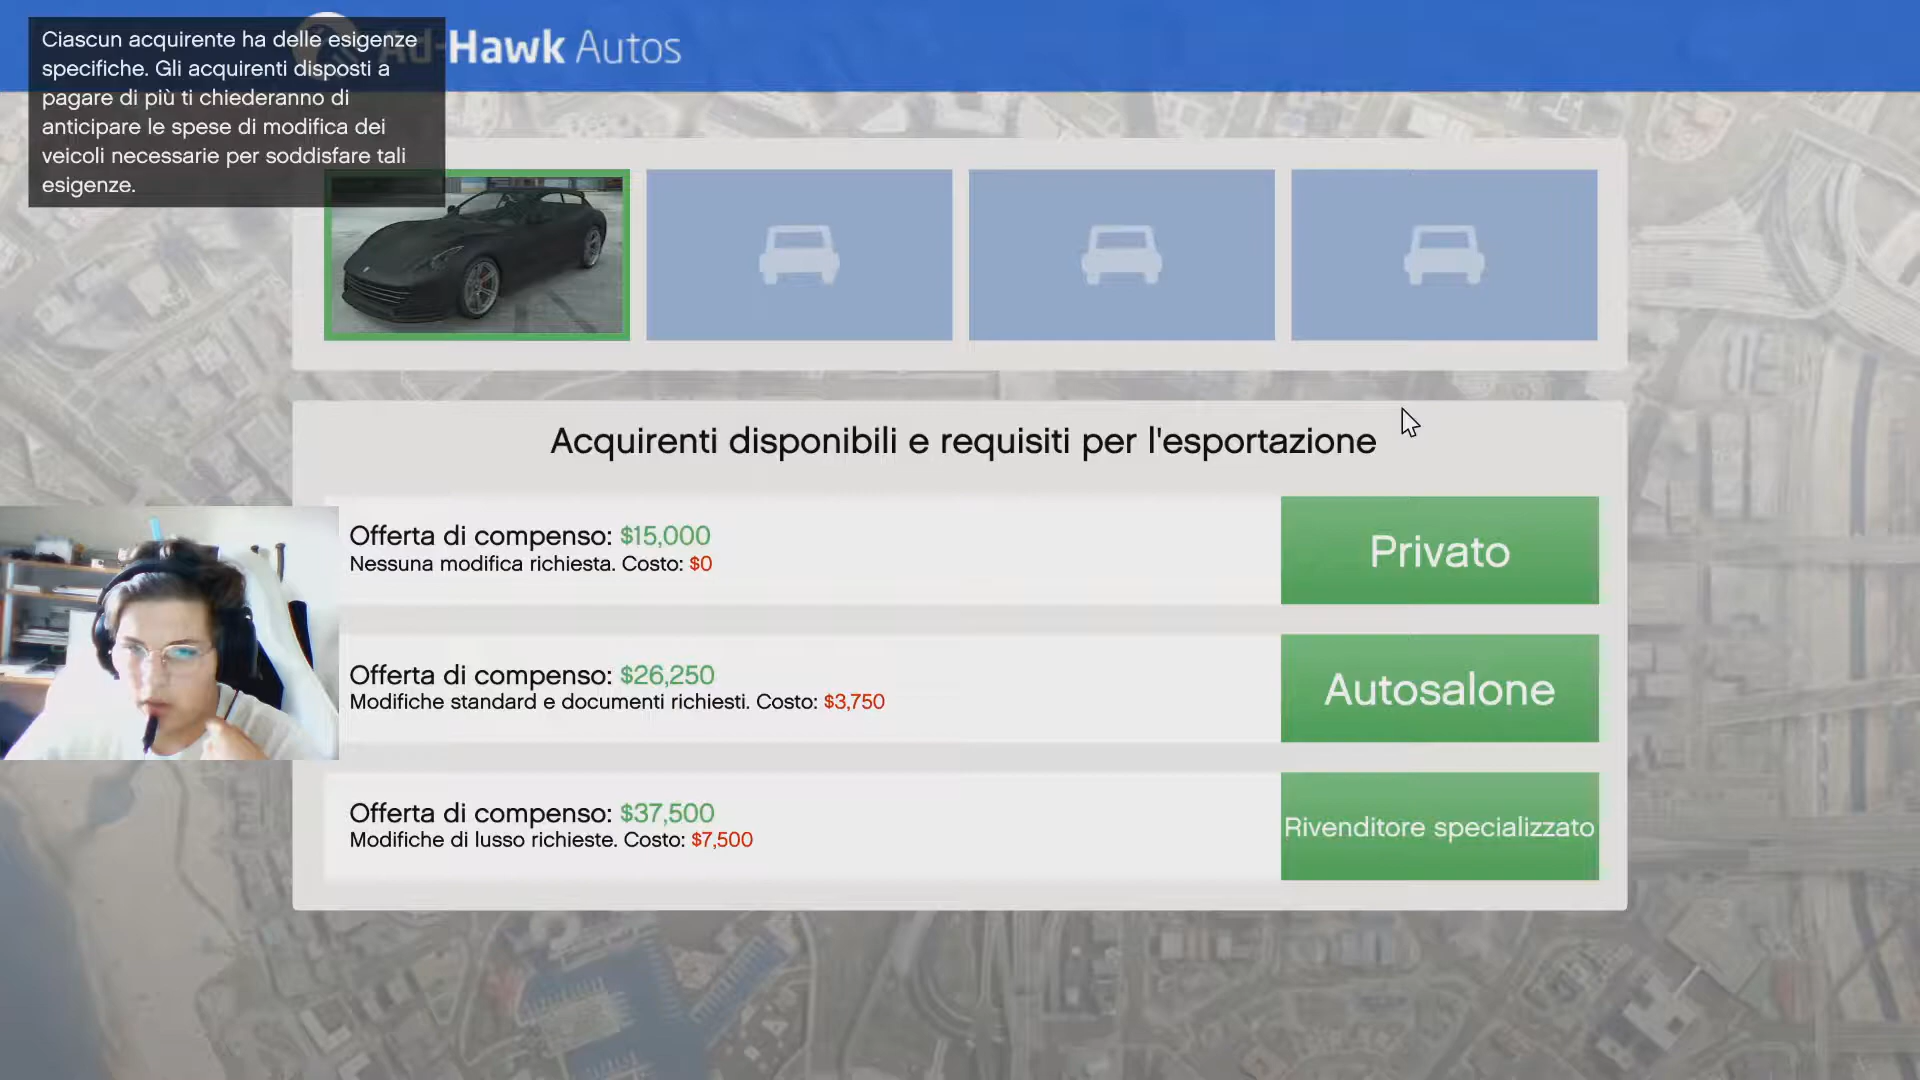 Ciascun acquirente ha delle esigenze
specifiche. Gli acquirenti disposti a
pagare di più ti chiederanno di
anticipare le spese di modifica dei
veicoli necessarie per soddisfare tali
esigenze.
Ad-Hawk Autos
Acquirenti disponibili e requisiti per l'esportazione
Offerta di compenso: $15,000
Nessuna modifica richiesta. Costo: $0
Privato
Offerta di compenso: $26,250
Modifiche standard e documenti richiesti. Costo: $3,750
Autosalone
Offerta di compenso: $37,500
Modifiche di lusso richieste. Costo: $7,500
Rivenditore specializzato